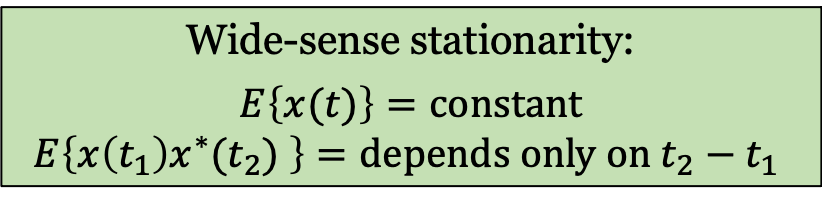 Wide-sense stationarity:
E{x(t)} = constant
E{x(t₁)x*(t₂) } = depends only on t₂ − t₁